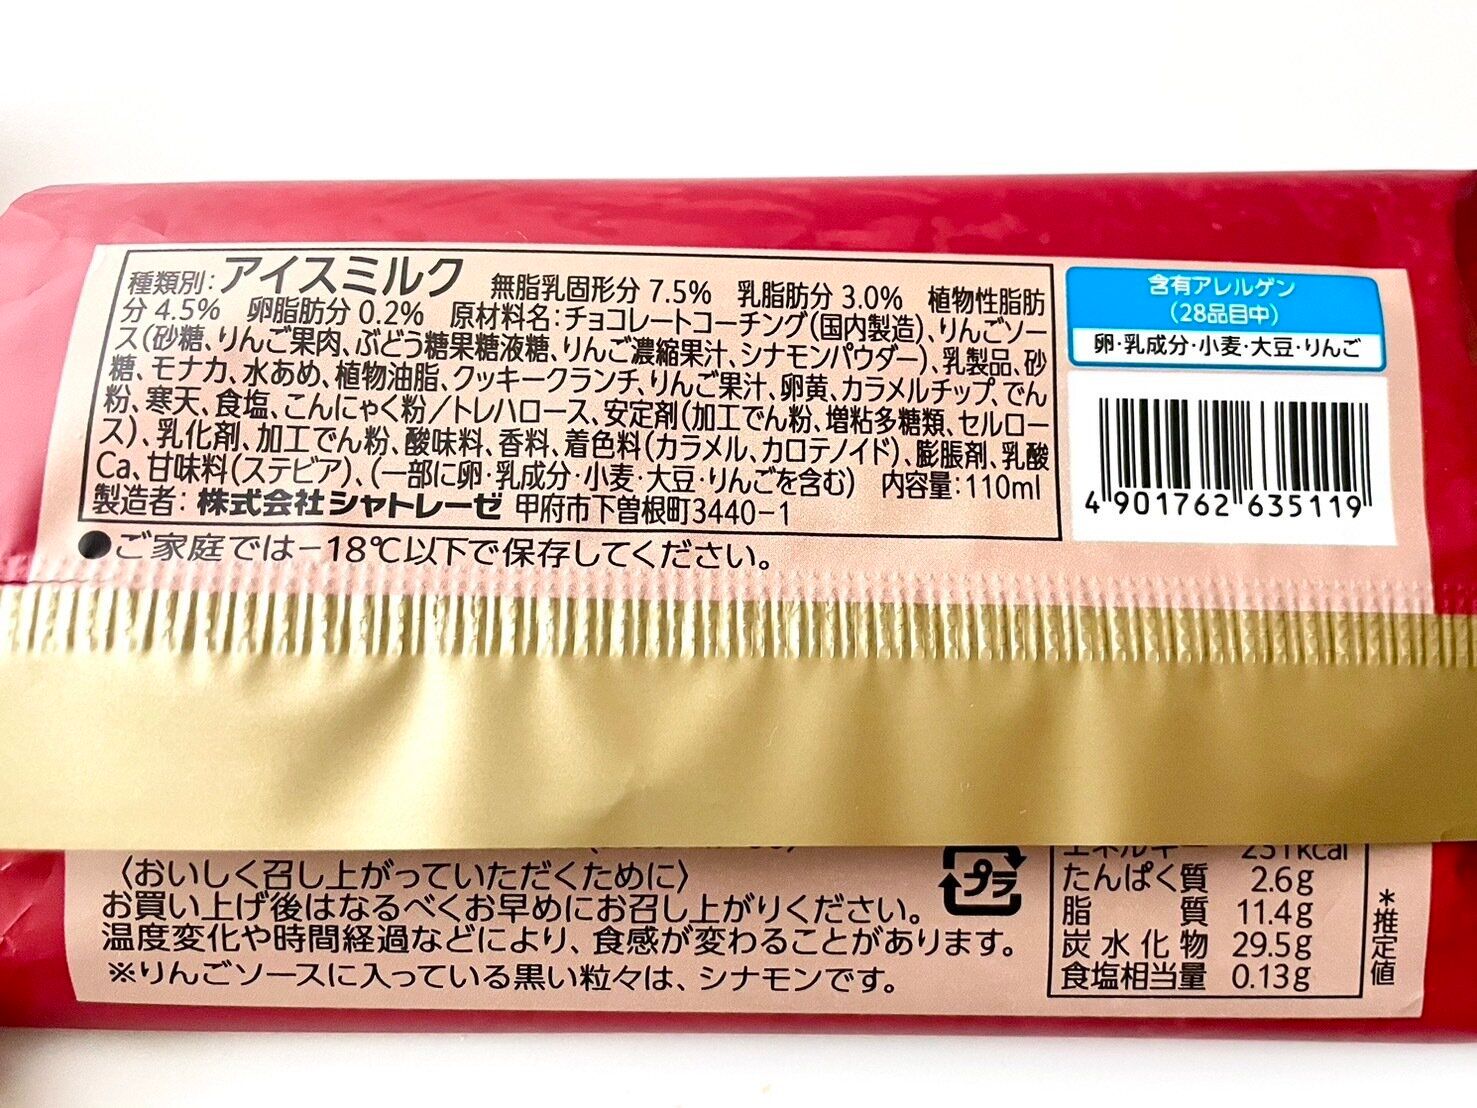 種類別:アイスミルク 無脂乳固形分 7.5% 乳脂肪分 3.0% 植物性脂肪
分 4.5% 卵脂肪分 0.2% 原材料名:チョコレートコーチング(国内製造)、りんごソー
ス(砂糖、りんご果肉、ぶどう糖果糖液糖、りんご濃縮果汁、シナモンパウダー)、乳製品、砂
糖、モナカ、水あめ、植物油脂、クッキークランチ、りんご果汁、卵黄、カラメルチップ、でん
粉、寒天、食塩、こんにゃく粉/トレハロース、安定剤(加工でん粉、増粘多糖類、セルロー
ス)、乳化剤、加工でん粉、酸味料、香料、着色料(カラメル、カロテノイド)、膨脹剤、乳酸
Ca、甘味料(ステビア)、(一部に卵・乳成分・小麦・大豆・りんごを含む) 内容量:110ml
製造者:株式会社シャトレーゼ 甲府市下曽根町3440-1
●ご家庭では-18℃以下で保存してください。
含有アレルゲン
(28品目中)
卵・乳成分・小麦・大豆・りんご
4 901762 635119
〈おいしく召し上がっていただくために〉
お買い上げ後はなるべくお早めにお召し上がりください。
温度変化や時間経過などにより、食感が変わることがあります。
※りんごソースに入っている黒い粒々は、シナモンです。
プラ
エネルギー 231kcal
たんぱく質 2.6g
脂質 11.4g
炭水化物 29.5g
食塩相当量 0.13g
*推定値